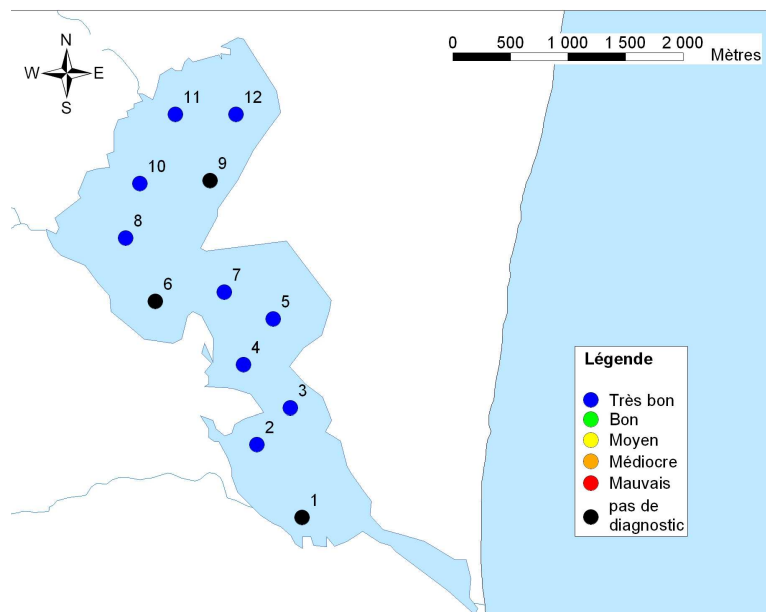 N
W E
S
0 500 1 000 1 500 2 000
Mètres
11 12
10 9
8
6 7
5
4
3
2
1
Légende
Très bon
Bon
Moyen
Médiocre
Mauvais
pas de
diagnostic